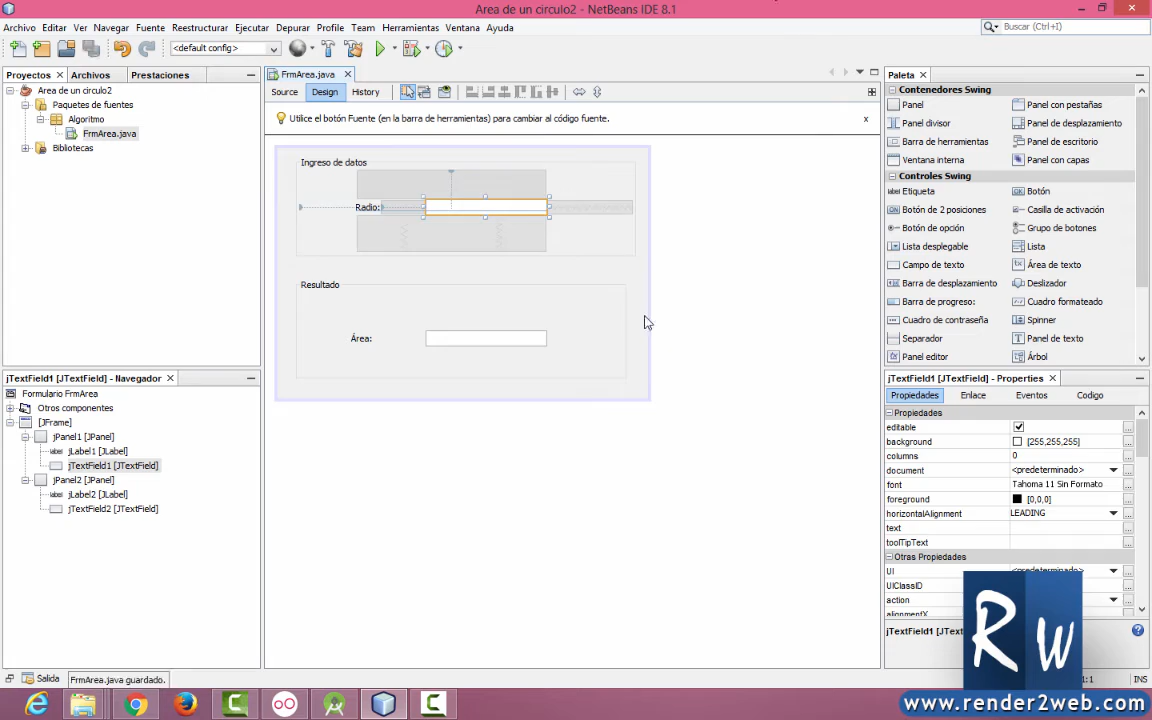 Area de un circulo2 - NetBeans IDE 8.1
Archivo Editar Ver Navegar Fuente Reestructurar Ejecutar Depurar Profile Team Herramientas Ventana Ayuda
Buscar (Ctrl+I)
<default config>
Proyectos Archivos Prestaciones
Area de un circulo2
Paquetes de fuentes
Algoritmo
FrmArea.java
Bibliotecas
FrmArea.java
Source Design History
Utilice el botón Fuente (en la barra de herramientas) para cambiar al código fuente. x
Ingreso de datos
Radio:
Resultado
Área:
Paleta
Contenedores Swing
Panel Panel con pestañas
Panel divisor Panel de desplazamiento
Barra de herramientas Panel de escritorio
Ventana interna Panel con capas
Controles Swing
Etiqueta Botón
Botón de 2 posiciones Casilla de activación
Botón de opción Grupo de botones
Lista desplegable Lista
Campo de texto Área de texto
Barra de desplazamiento Deslizador
Barra de progreso: Cuadro formateado
Cuadro de contraseña Spinner
Separador Panel de texto
Panel editor Árbol
jTextField1 [JTextField] - Navegador
Formulario FrmArea
Otros componentes
[JFrame]
jPanel1 [JPanel]
jLabel1 [JLabel]
jTextField1 [JTextField]
jPanel2 [JPanel]
jLabel2 [JLabel]
jTextField2 [JTextField]
jTextField1 [JTextField] - Properties
Propiedades Enlace Eventos Codigo
Propiedades
editable
background [255,255,255]
columns 0
document <predeterminado>
font Tahoma 11 Sin Formato
foreground [0,0,0]
horizontalAlignment LEADING
text
toolTipText
Otras Propiedades
UI <predeterminado>
UIClassID
action
alignmentX
jTextField1 [JText
Salida
FrmArea.java guardado.
1:1 INS
Rw
www.render2web.com